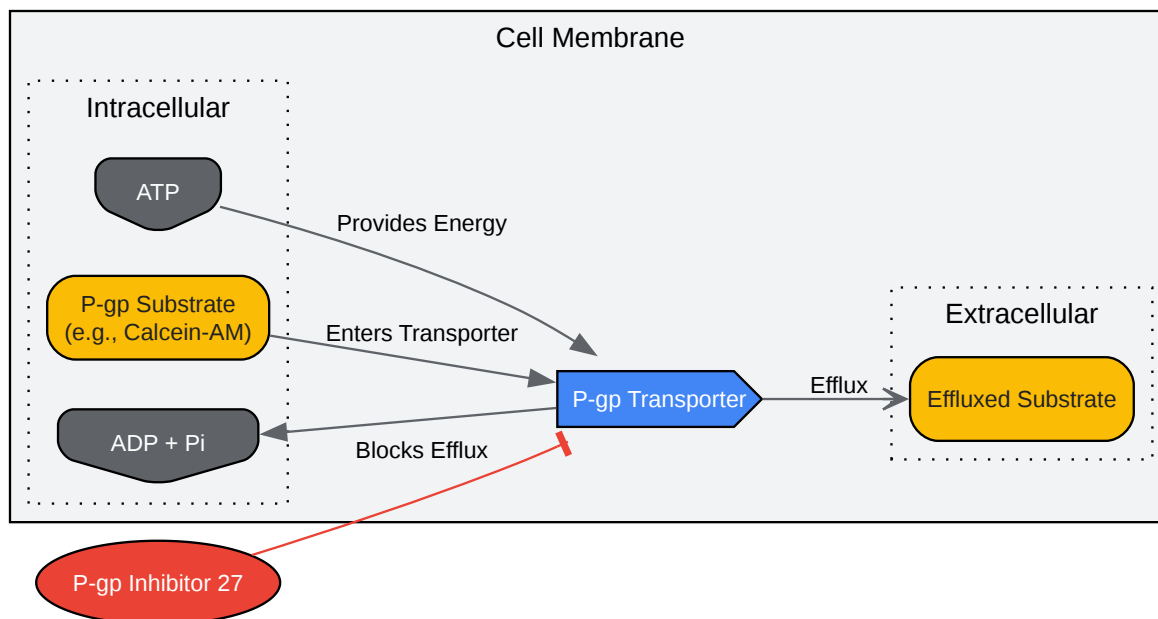 Cell Membrane
Intracellular
ATP
Provides Energy
P-gp Substrate
(e.g., Calcein-AM)
Enters Transporter
Extracellular
P-gp Transporter
Efflux
Effluxed Substrate
ADP + Pi
Blocks Efflux
P-gp Inhibitor 27